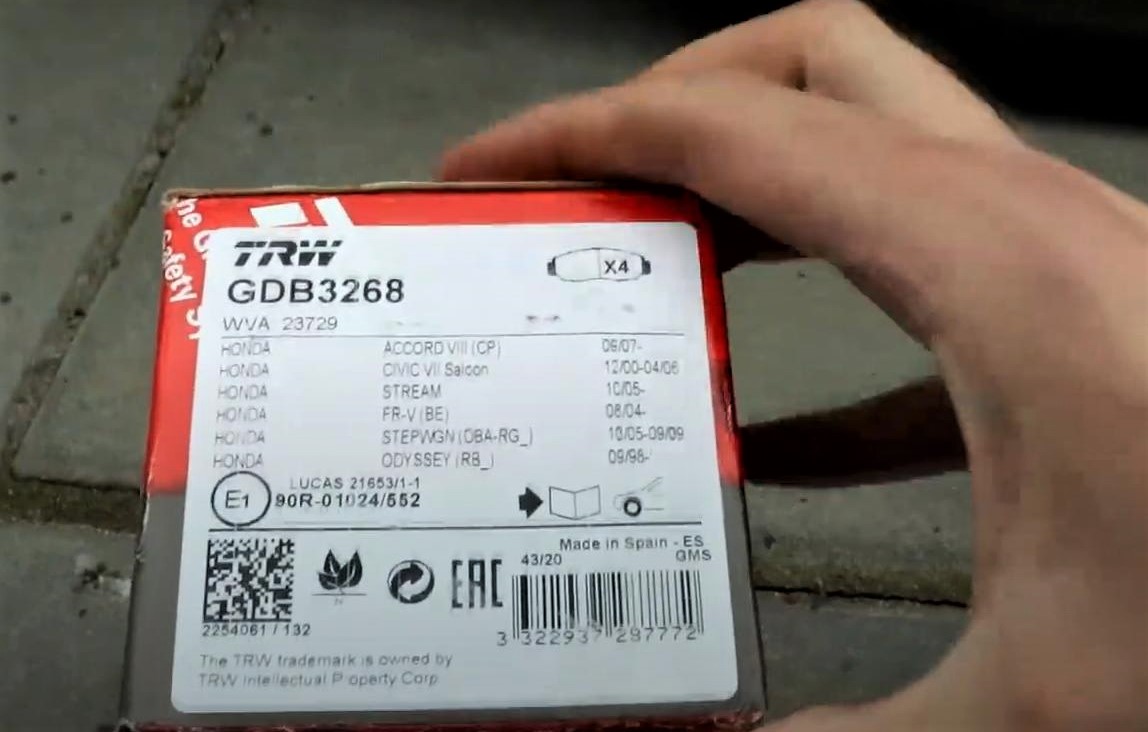 TRW
X4
GDB3268
WVA 23729
HONDA ACCORD VIII (CP) 06/07-
HONDA CIVIC VII Saloon 12/00-04/06
HONDA STREAM 10/05-
HONDA FR-V (BE) 08/04-
HONDA STEPWGN (DBA-RG_) 10/05-09/09
HONDA ODYSSEY (RB_) 09/98-
LUCAS 21653/1-1
E1 90R-01024/552
Made in Spain - ES
43/20 GMS
EAC
2254061 / 132
3 322937 287772
The TRW trademark is owned by
TRW Intellectual Property Corp